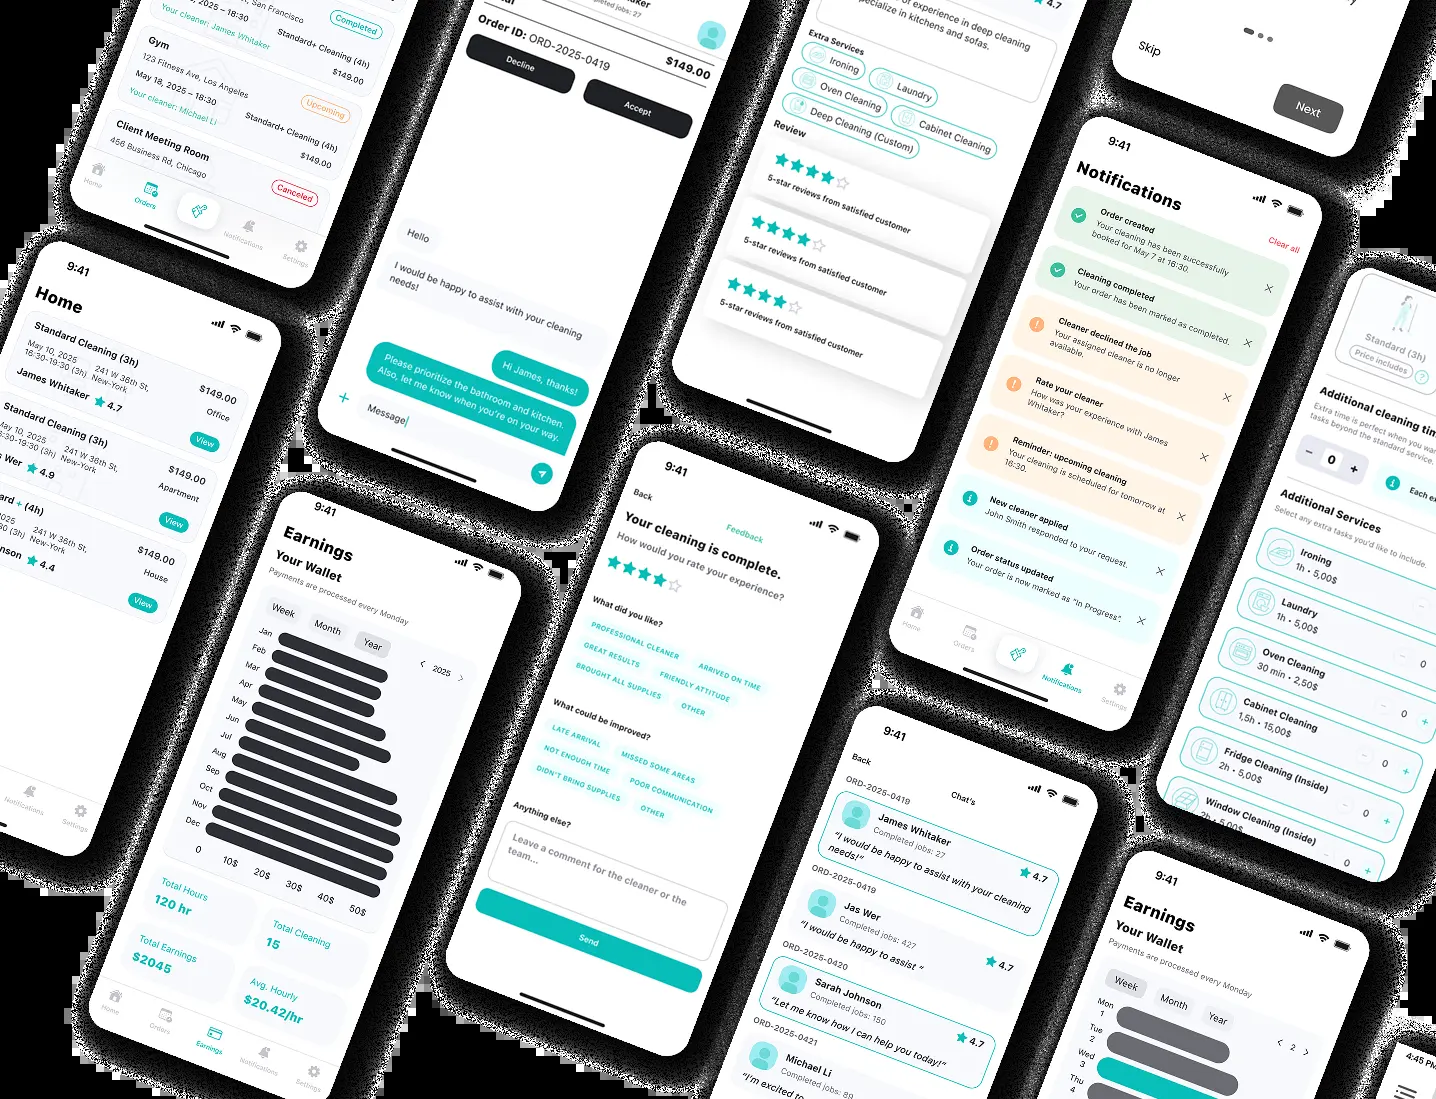 San Francisco
2025 – 18:30
Completed
Your cleaner: James Whitaker
Standard+ Cleaning (4h)
$149.00
Gym
123 Fitness Ave, Los Angeles
May 18, 2025 – 18:30
Upcoming
Your cleaner: Michael Li
Standard+ Cleaning (4h)
$149.00
Client Meeting Room
456 Business Rd, Chicago
Canceled
Home
Orders
Notifications
Settings
Completed jobs: 27
Order ID: ORD-2025-0419
$149.00
Decline
Accept
Hello
I would be happy to assist with your cleaning
needs!
Hi James, thanks!
Please prioritize the bathroom and kitchen.
Also, let me know when you're on your way.
Message
4.7
of experience in deep cleaning
specialize in kitchens and sofas.
Extra Services
Ironing
Laundry
Oven Cleaning
Cabinet Cleaning
Deep Cleaning (Custom)
Review
5-star reviews from satisfied customer
5-star reviews from satisfied customer
5-star reviews from satisfied customer
Skip
Next
9:41
Notifications
Clear all
Order created
Your cleaning has been successfully
booked for May 7 at 16:30.
Cleaning completed
Your order has been marked as completed.
Cleaner declined the job
Your assigned cleaner is no longer
available.
Rate your cleaner
How was your experience with James
Whitaker?
Reminder: upcoming cleaning
Your cleaning is scheduled for tomorrow at
16:30.
New cleaner applied
John Smith responded to your request.
Order status updated
Your order is now marked as "In Progress".
Home
Orders
Notifications
Settings
Standard (3h)
Price includes
?
Additional cleaning tim
Extra time is perfect when you wan
tasks beyond the standard service.
− 0 +
Each ex
Additional Services
Select any extra tasks you'd like to include.
Ironing
1h • 5,00$
Laundry
1h • 5,00$
0
Oven Cleaning
30 min • 2,50$
0
Cabinet Cleaning
1,5h • 15,00$
0 +
Fridge Cleaning (Inside)
2h • 5,00$
0 +
Window Cleaning (Inside)
2h • 5,00$
0 +
9:41
Home
Standard Cleaning (3h)
May 10, 2025
16:30-19:30 (3h)
241 W 36th St,
New-York
$149.00
Office
James Whitaker 4.7
View
Standard Cleaning (3h)
May 10, 2025
6:30-19:30 (3h)
241 W 36th St,
New-York
$149.00
Apartment
s Wer 4.9
View
ard + (4h)
2025
30 (3h)
241 W 36th St,
New-York
$149.00
House
nson 4.4
View
Notifications
Settings
9:41
Earnings
Your Wallet
Payments are processed every Monday
Week
Month
Year
< 2025 >
Jan
Feb
Mar
Apr
May
Jun
Jul
Aug
Sep
Oct
Nov
Dec
0 10$ 20$ 30$ 40$ 50$
Total Hours
120 hr
Total Cleaning
15
Total Earnings
$2045
Avg. Hourly
$20.42/hr
Home
Orders
Earnings
Notifications
Settings
9:41
Back
Feedback
Your cleaning is complete.
How would you rate your experience?
What did you like?
PROFESSIONAL CLEANER
ARRIVED ON TIME
GREAT RESULTS
FRIENDLY ATTITUDE
BROUGHT ALL SUPPLIES
OTHER
What could be improved?
LATE ARRIVAL
MISSED SOME AREAS
NOT ENOUGH TIME
POOR COMMUNICATION
DIDN'T BRING SUPPLIES
OTHER
Anything else?
Leave a comment for the cleaner or the
team...
Send
9:41
Back
Chat's
ORD-2025-0419
James Whitaker
Completed jobs: 27
4.7
"I would be happy to assist with your cleaning
needs!"
ORD-2025-0419
Jas Wer
Completed jobs: 427
4.7
"I would be happy to assist "
ORD-2025-0420
Sarah Johnson
Completed jobs: 150
4.7
"Let me know how I can help you today!"
ORD-2025-0421
Michael Li
Completed jobs: 89
"I'm excited to
9:41
Earnings
Your Wallet
Payments are processed every Monday
Week
Month
Year
< 2 >
Mon
1
Tue
2
Wed
3
Thu
4
4:45 PM